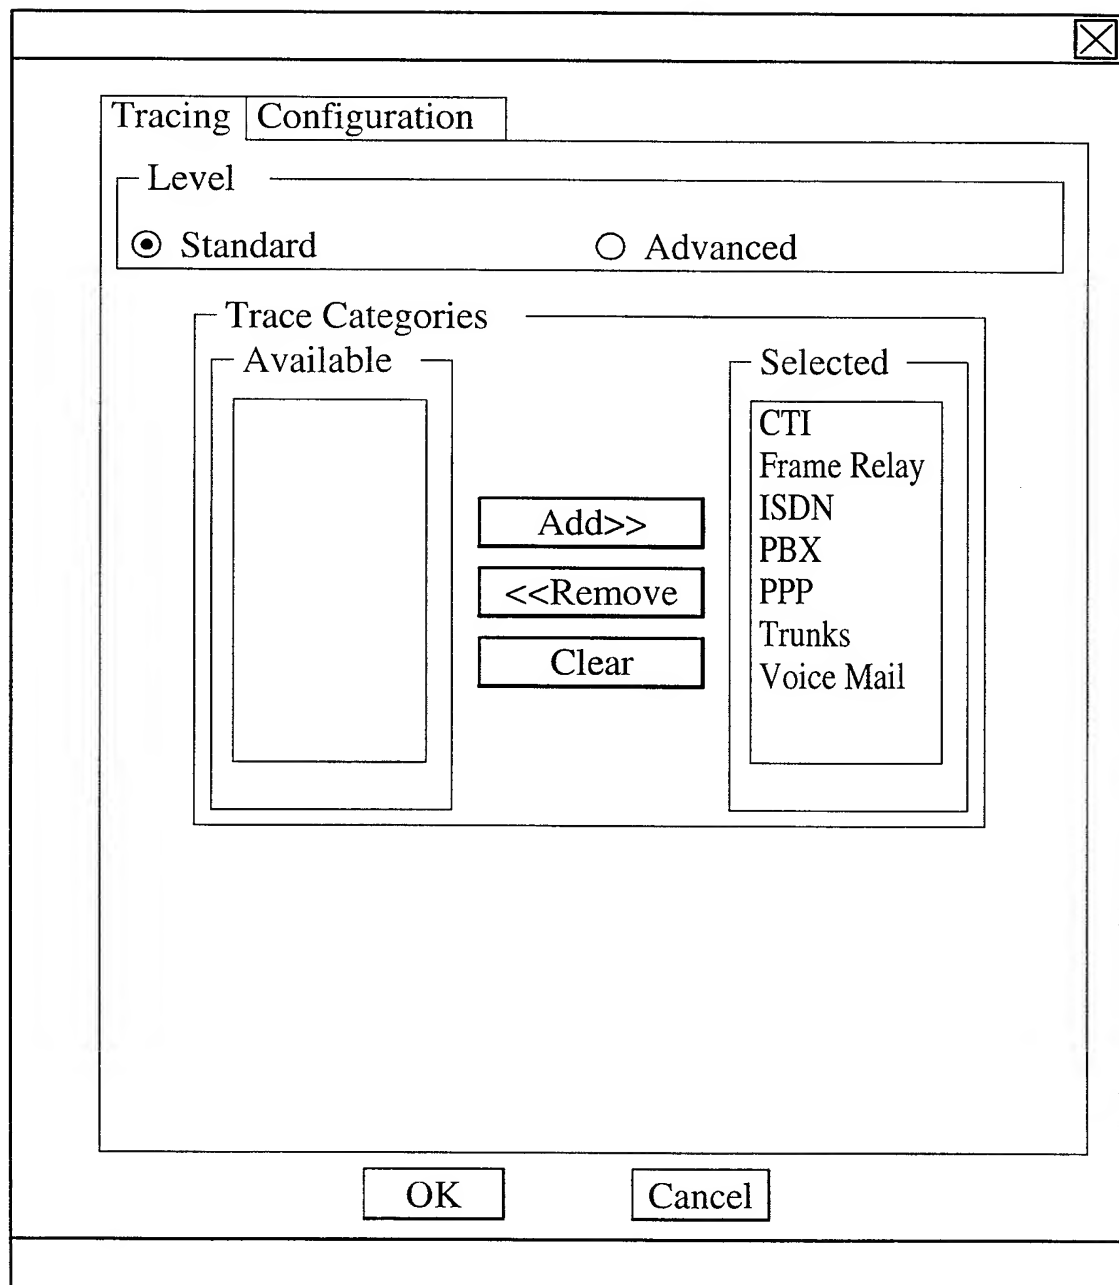 Tracing Configuration
Level
Standard Advanced
Trace Categories
Available
Selected
CTI
Frame Relay
ISDN
PBX
PPP
Trunks
Voice Mail
Add>>
<<Remove
Clear
OK Cancel